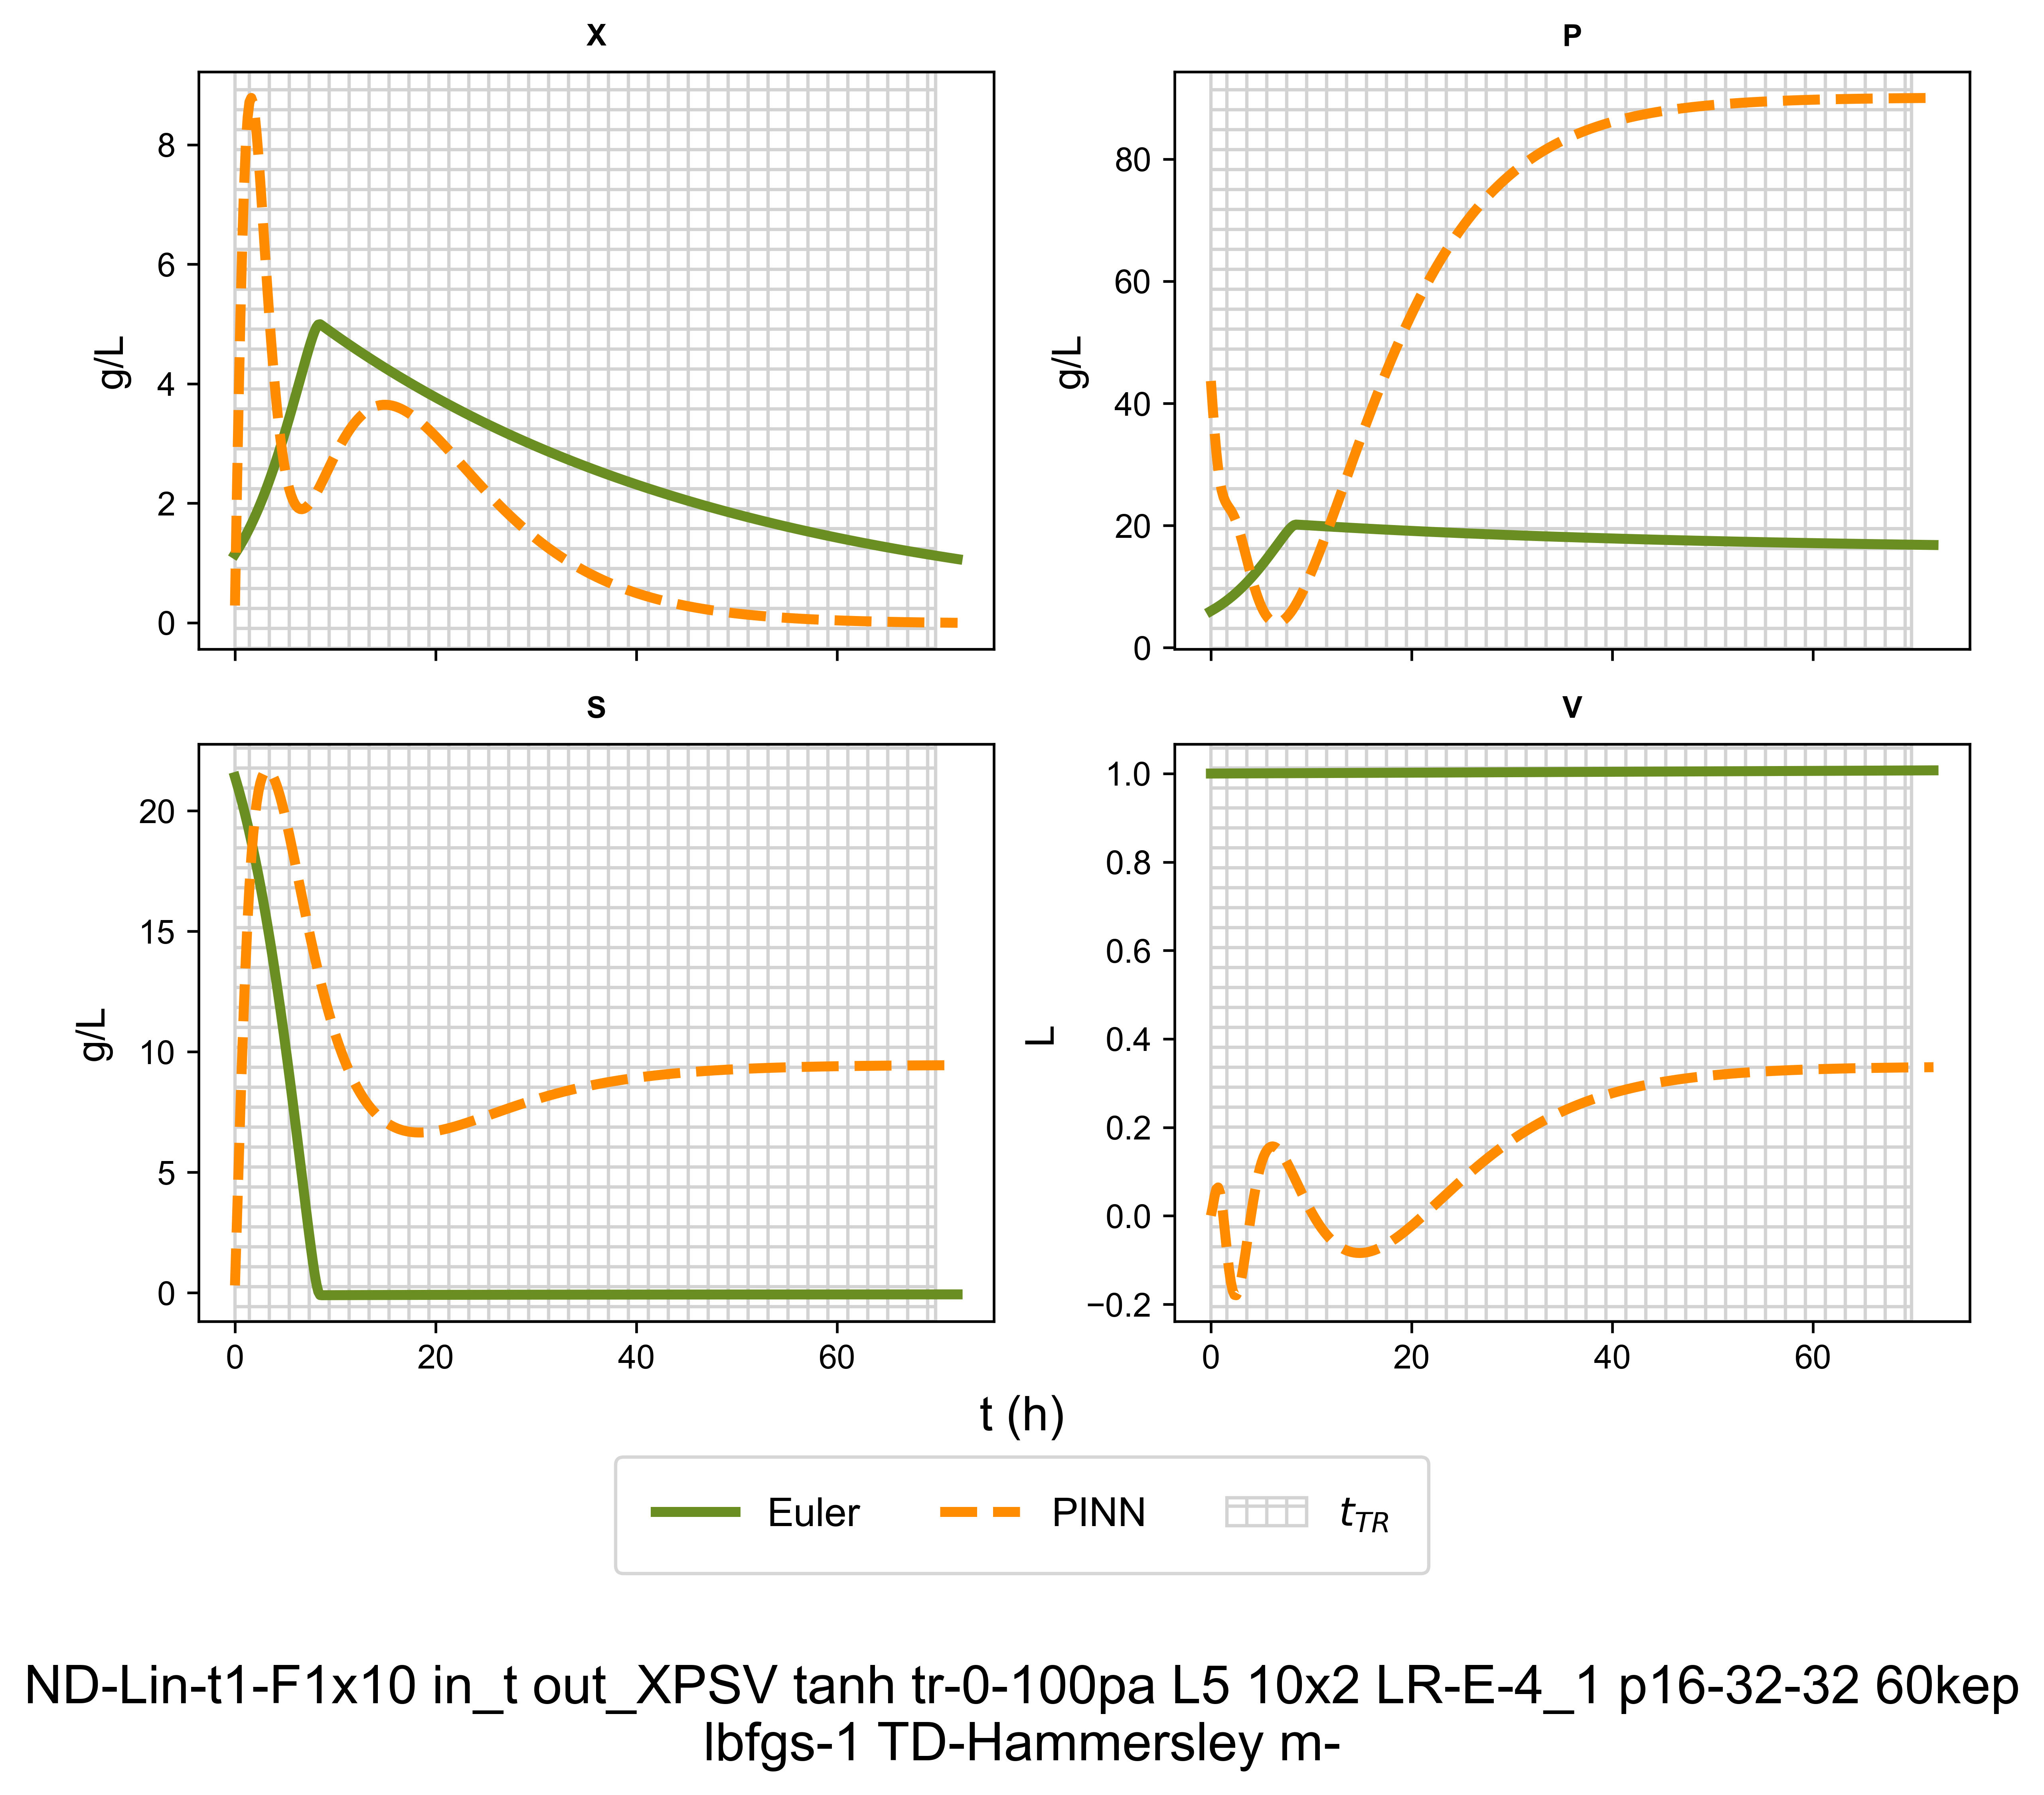 X
P
g/L
8
6
4
2
0
g/L
80
60
40
20
0
S
V
g/L
20
15
10
5
0
L
1.0
0.8
0.6
0.4
0.2
0.0
−0.2
0 20 40 60
0 20 40 60
t (h)
Euler PINN t_TR
ND-Lin-t1-F1x10 in_t out_XPSV tanh tr-0-100pa L5 10x2 LR-E-4_1 p16-32-32 60kep
lbfgs-1 TD-Hammersley m-